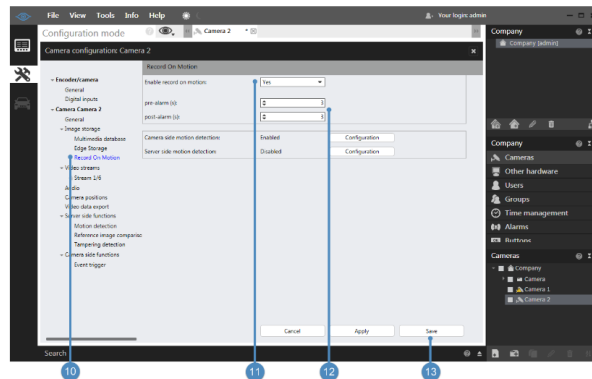 File View Tools Info Help
Your login: admin
Configuration mode
Camera 2
Camera configuration: Camera 2
Record On Motion
Encoder/camera
General
Digital inputs
Camera Camera 2
General
Image storage
Multimedia database
Edge Storage
Record On Motion
Video streams
Stream 1/6
Audio
Camera positions
Video data export
Server side functions
Motion detection
Reference image comparisc
Tampering detection
Camera side functions
Event trigger
Enable record on motion:
Yes
pre-alarm (s):
3
post-alarm (s):
3
Camera side motion detection:
Enabled
Configuration
Server side motion detection:
Disabled
Configuration
Cancel
Apply
Save
Search
Company
Company [admin]
Company
Cameras
Other hardware
Users
Groups
Time management
Alarms
Buttons
Cameras
Company
Camera
Camera 1
Camera 2
10
11
12
13